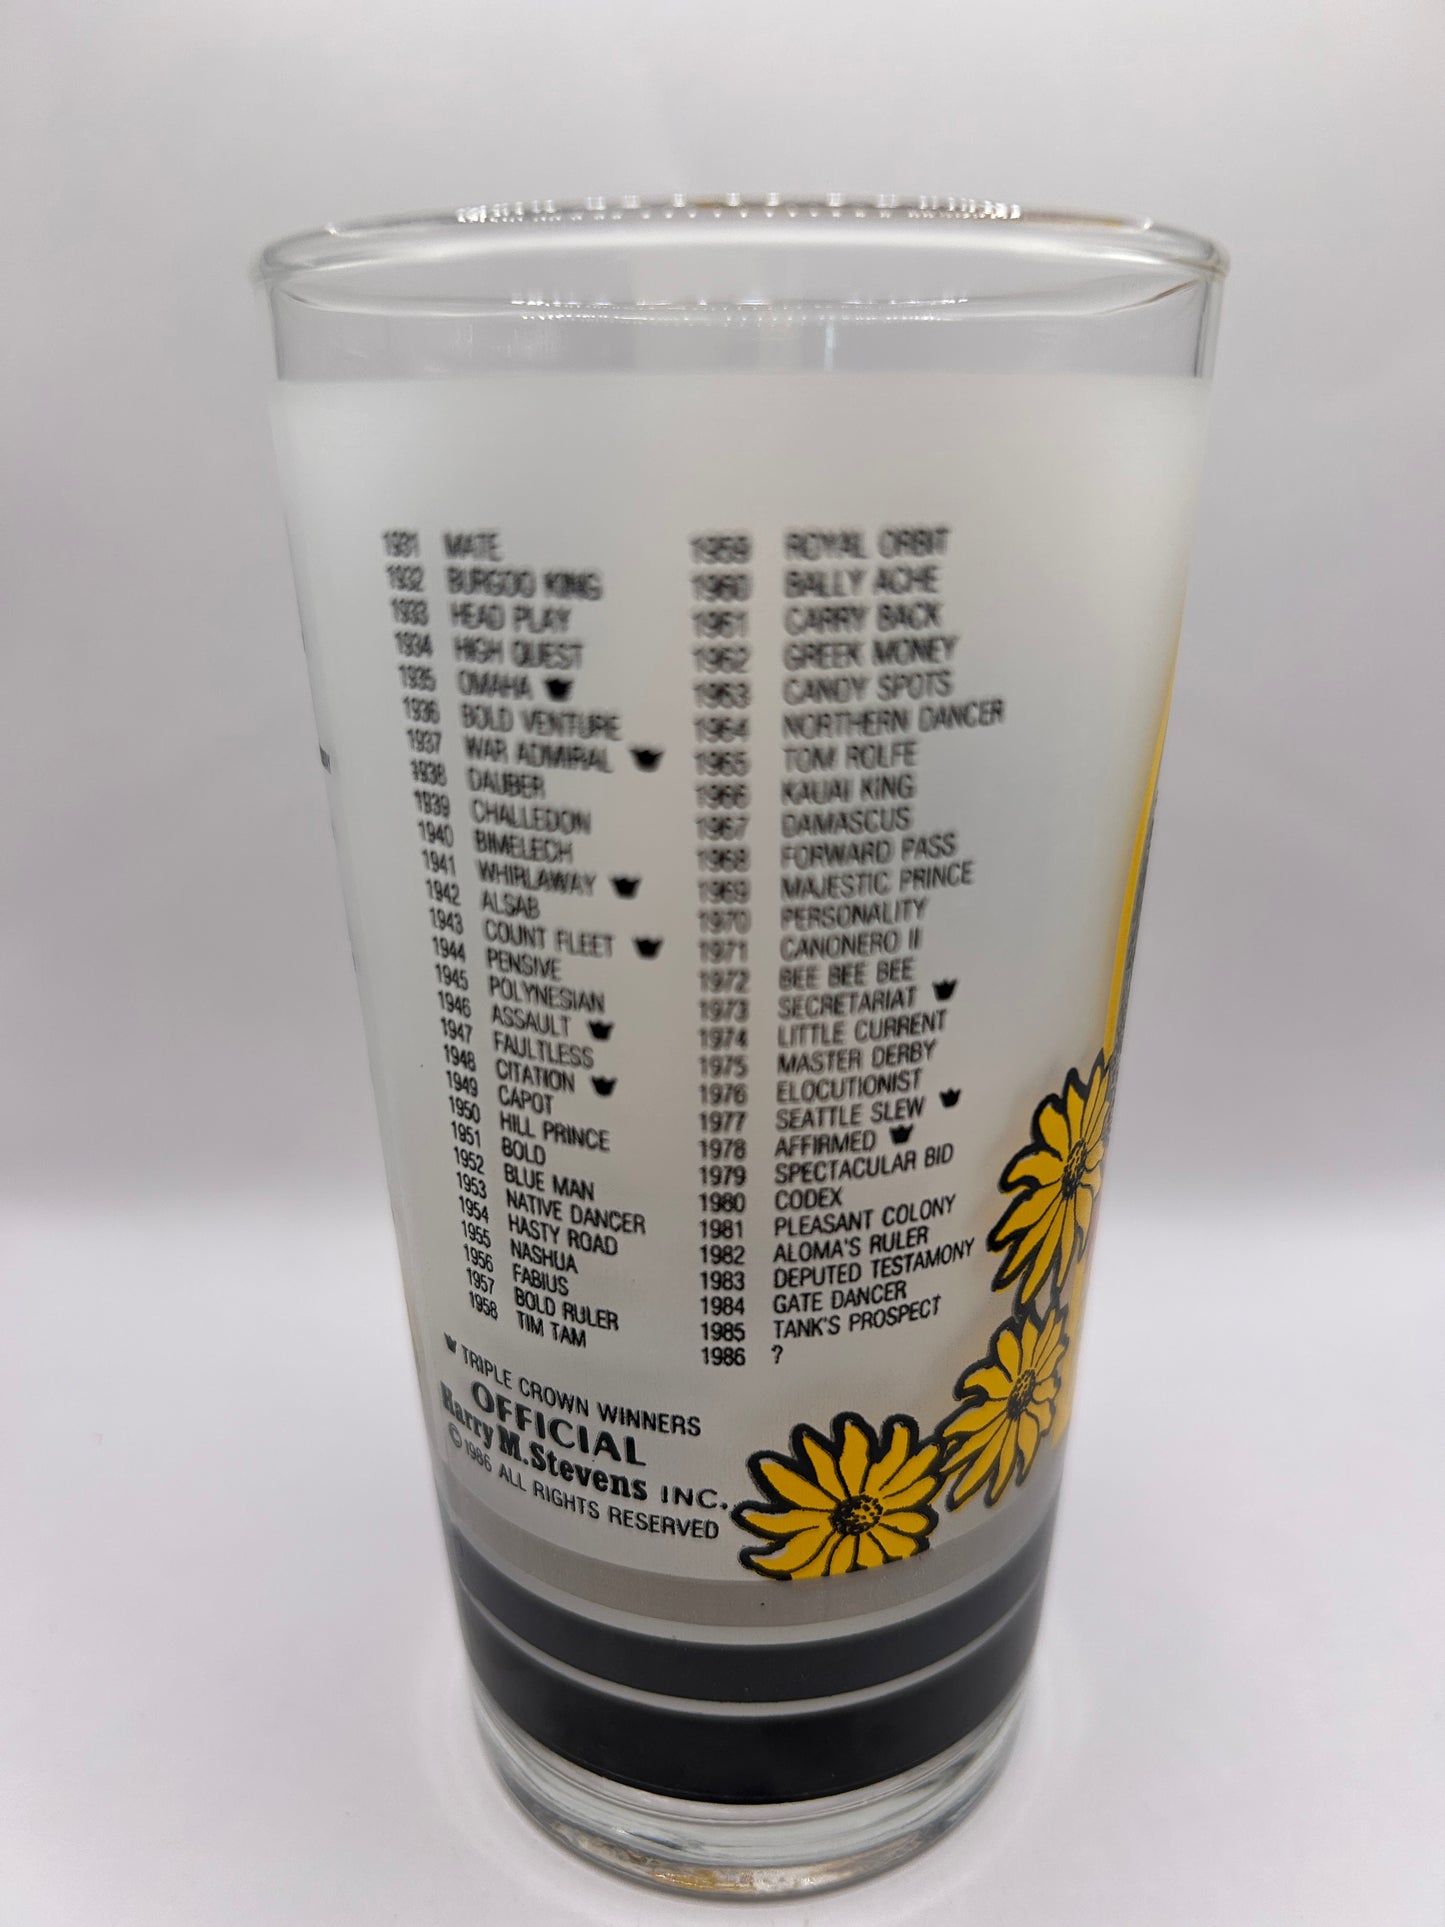 1931 MATE
1932 BURGOO KING
1933 HEAD PLAY
1934 HIGH QUEST
1935 OMAHA
1936 BOLD VENTURE
1937 WAR ADMIRAL
1938 DAUBER
1939 CHALLEDON
1940 BIMELECH
1941 WHIRLAWAY
1942 ALSAB
1943 COUNT FLEET
1944 PENSIVE
1945 POLYNESIAN
1946 ASSAULT
1947 FAULTLESS
1948 CITATION
1949 CAPOT
1950 HILL PRINCE
1951 BOLD
1952 BLUE MAN
1953 NATIVE DANCER
1954 HASTY ROAD
1955 NASHUA
1956 FABIUS
1957 BOLD RULER
1958 TIM TAM
1959 ROYAL ORBIT
1960 BALLY ACHE
1961 CARRY BACK
1962 GREEK MONEY
1963 CANDY SPOTS
1964 NORTHERN DANCER
1965 TOM ROLFE
1966 KAUAI KING
1967 DAMASCUS
1968 FORWARD PASS
1969 MAJESTIC PRINCE
1970 PERSONALITY
1971 CANONERO II
1972 BEE BEE BEE
1973 SECRETARIAT
1974 LITTLE CURRENT
1975 MASTER DERBY
1976 ELOCUTIONIST
1977 SEATTLE SLEW
1978 AFFIRMED
1979 SPECTACULAR BID
1980 CODEX
1981 PLEASANT COLONY
1982 ALOMA'S RULER
1983 DEPUTED TESTAMONY
1984 GATE DANCER
1985 TANK'S PROSPECT
1986 ?
TRIPLE CROWN WINNERS
OFFICIAL
Harry M. Stevens INC.
© 1986 ALL RIGHTS RESERVED